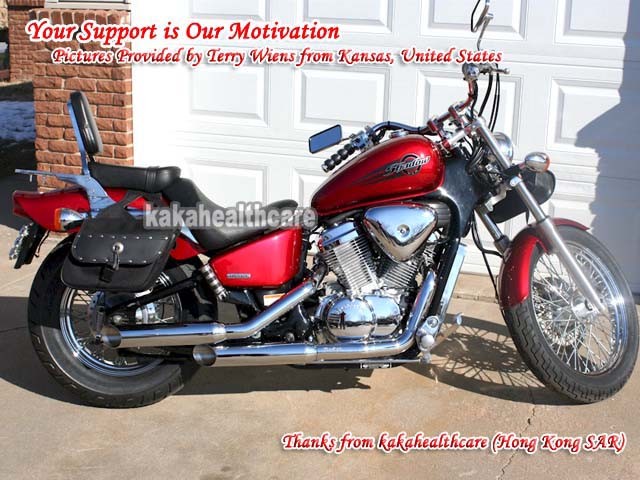 Your Support is Our Motivation
Pictures Provided by Terry Wiens from Kansas, United States
Shadow
kakahealthcare
Thanks from kakahealthcare (Hong Kong SAR)